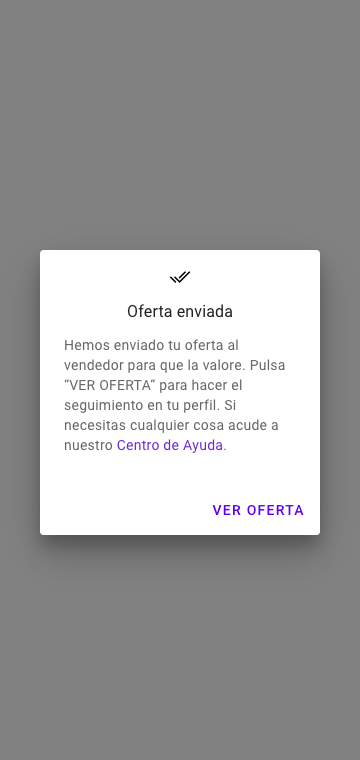 Oferta enviada
Hemos enviado tu oferta al
vendedor para que la valore. Pulsa
“VER OFERTA” para hacer el
seguimiento en tu perfil. Si
necesitas cualquier cosa acude a
nuestro Centro de Ayuda.
VER OFERTA